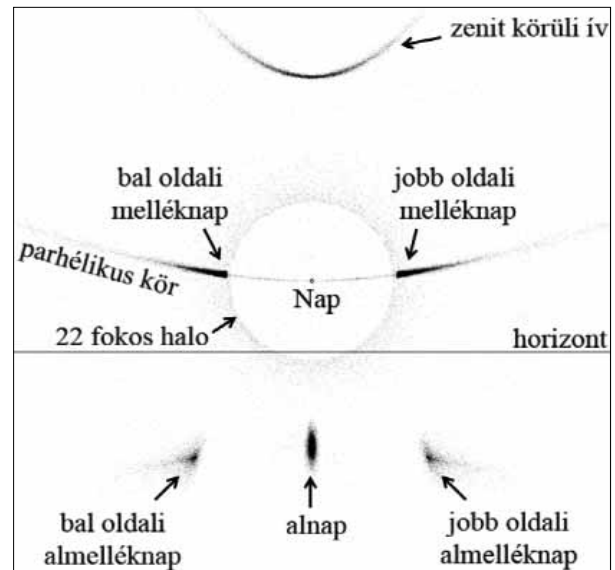 zenit körüli ív
bal oldali
melléknap
jobb oldali
melléknap
parhélikus kör
Nap
22 fokos halo
horizont
bal oldali
almelléknap
alnap
jobb oldali
almelléknap